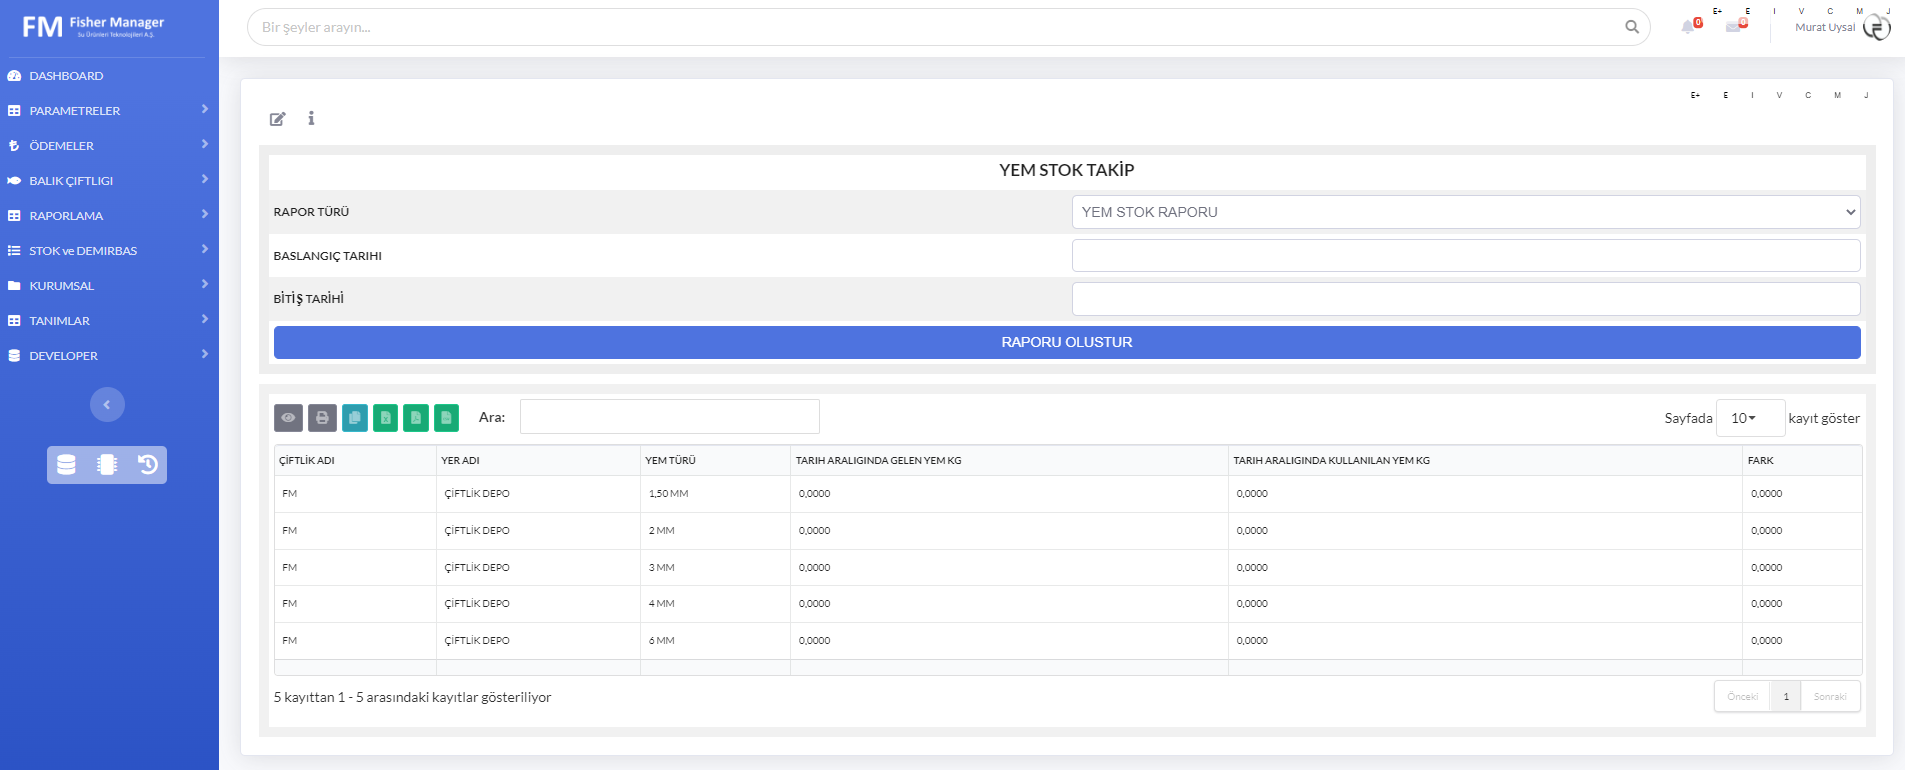 FM Fisher Manager
Su Ürünleri Teknolojileri A.Ş.
Bir şeyler arayın...
E+ E I V C M J
0 0 Murat Uysal
DASHBOARD
PARAMETRELER
ÖDEMELER
BALIK ÇIFTLIGI
RAPORLAMA
STOK ve DEMIRBAS
KURUMSAL
TANIMLAR
DEVELOPER
E+ E I V C M J
YEM STOK TAKİP
RAPOR TÜRÜ YEM STOK RAPORU
BASLANGIÇ TARIHI
BİTİŞ TARİHİ
RAPORU OLUSTUR
Ara: Sayfada 10 kayıt göster
ÇİFTLİK ADI YER ADI YEM TÜRÜ TARIH ARALIGINDA GELEN YEM KG TARIH ARALIGINDA KULLANILAN YEM KG FARK
FM ÇİFTLİK DEPO 1,50 MM 0,0000 0,0000 0,0000
FM ÇİFTLİK DEPO 2 MM 0,0000 0,0000 0,0000
FM ÇİFTLİK DEPO 3 MM 0,0000 0,0000 0,0000
FM ÇİFTLİK DEPO 4 MM 0,0000 0,0000 0,0000
FM ÇİFTLİK DEPO 6 MM 0,0000 0,0000 0,0000
5 kayıttan 1 - 5 arasındaki kayıtlar gösteriliyor
Önceki 1 Sonraki